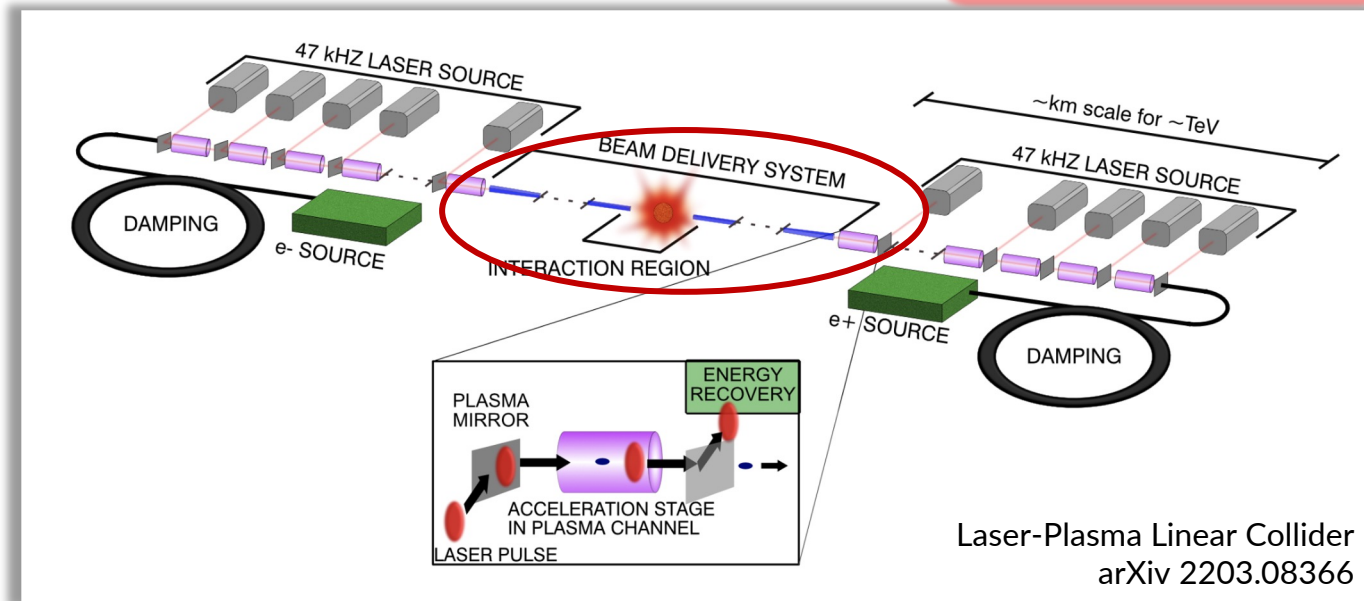 47 kHZ LASER SOURCE
~km scale for ~TeV
47 kHZ LASER SOURCE
BEAM DELIVERY SYSTEM
DAMPING
e- SOURCE
INTERACTION REGION
e+ SOURCE
DAMPING
PLASMA
MIRROR
ENERGY
RECOVERY
ACCELERATION STAGE
IN PLASMA CHANNEL
LASER PULSE
Laser-Plasma Linear Collider
arXiv 2203.08366